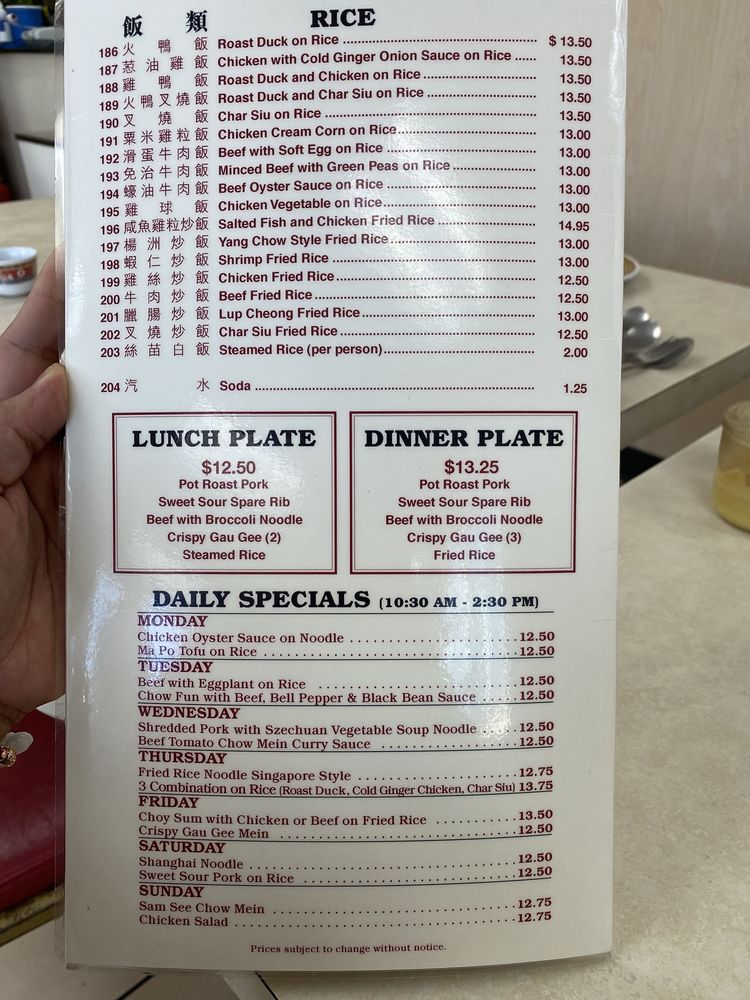 飯 類 RICE
186 火鴨飯 Roast Duck on Rice $ 13.50
187 葱油雞飯 Chicken with Cold Ginger Onion Sauce on Rice 13.50
188 雞鴨飯 Roast Duck and Chicken on Rice 13.50
189 火鴨叉燒飯 Roast Duck and Char Siu on Rice 13.50
190 叉燒飯 Char Siu on Rice 13.50
191 粟米雞粒飯 Chicken Cream Corn on Rice 13.00
192 滑蛋牛肉飯 Beef with Soft Egg on Rice 13.00
193 免治牛肉飯 Minced Beef with Green Peas on Rice 13.00
194 蠔油牛肉飯 Beef Oyster Sauce on Rice 13.00
195 雞球飯 Chicken Vegetable on Rice 13.00
196 咸魚雞粒炒飯 Salted Fish and Chicken Fried Rice 14.95
197 楊洲炒飯 Yang Chow Style Fried Rice 13.00
198 蝦仁炒飯 Shrimp Fried Rice 13.00
199 雞絲炒飯 Chicken Fried Rice 12.50
200 牛肉炒飯 Beef Fried Rice 12.50
201 臘腸炒飯 Lup Cheong Fried Rice 13.00
202 叉燒炒飯 Char Siu Fried Rice 12.50
203 絲苗白飯 Steamed Rice (per person) 2.00
204 汽水 Soda 1.25
LUNCH PLATE
$12.50
Pot Roast Pork
Sweet Sour Spare Rib
Beef with Broccoli Noodle
Crispy Gau Gee (2)
Steamed Rice
DINNER PLATE
$13.25
Pot Roast Pork
Sweet Sour Spare Rib
Beef with Broccoli Noodle
Crispy Gau Gee (3)
Fried Rice
DAILY SPECIALS (10:30 AM - 2:30 PM)
MONDAY
Chicken Oyster Sauce on Noodle 12.50
Ma Po Tofu on Rice 12.50
TUESDAY
Beef with Eggplant on Rice 12.50
Chow Fun with Beef, Bell Pepper & Black Bean Sauce 12.50
WEDNESDAY
Shredded Pork with Szechuan Vegetable Soup Noodle 12.50
Beef Tomato Chow Mein Curry Sauce 12.50
THURSDAY
Fried Rice Noodle Singapore Style 12.75
3 Combination on Rice (Roast Duck, Cold Ginger Chicken, Char Siu) 13.75
FRIDAY
Choy Sum with Chicken or Beef on Fried Rice 13.50
Crispy Gau Gee Mein 12.50
SATURDAY
Shanghai Noodle 12.50
Sweet Sour Pork on Rice 12.50
SUNDAY
Sam See Chow Mein 12.75
Chicken Salad 12.75
Prices subject to change without notice.